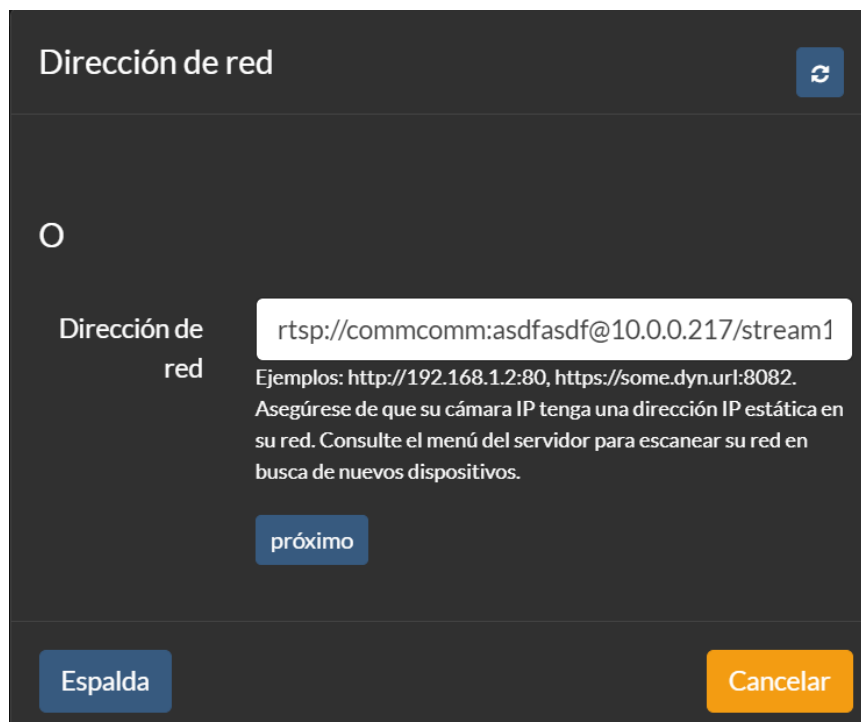 Dirección de red
O
Dirección de
red
rtsp://commcomm:asdfasdf@10.0.0.217/stream1
Ejemplos: http://192.168.1.2:80, https://some.dyn.url:8082.
Asegúrese de que su cámara IP tenga una dirección IP estática en
su red. Consulte el menú del servidor para escanear su red en
busca de nuevos dispositivos.
próximo
Espalda
Cancelar